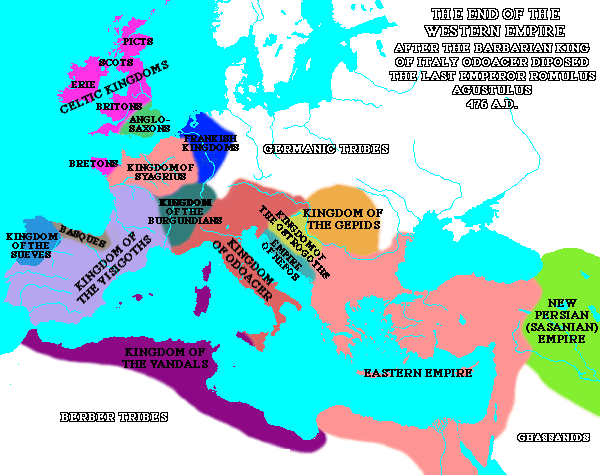 THE END OF THE
WESTERN EMPIRE
AFTER THE BARBARIAN KING
OF ITALY ODOACER DIPOSED
THE LAST EMPEROR ROMULUS
AGUSTULUS
476 A.D.
PICTS
SCOTS
ERIE
CELTIC KINGDOMS
BRITONS
ANGLO-
SAXONS
FRANKISH
KINGDOMS
GERMANIC TRIBES
BRETONS
KINGDOM OF
SYAGRIUS
KINGDOM
OF THE
BURGUNDIANS
KINGDOM OF
THE GEPIDS
KINGDOM OF
THE OSTROGOTHS
EMPIRE
OF NEPOS
KINGDOM
OF THE
SUEVES
BASQUES
KINGDOM OF
THE VISIGOTHS
KINGDOM
OF ODOACER
NEW
PERSIAN
(SASANIAN)
EMPIRE
KINGDOM OF
THE VANDALS
EASTERN EMPIRE
BERBER TRIBES
GHASSANIDS